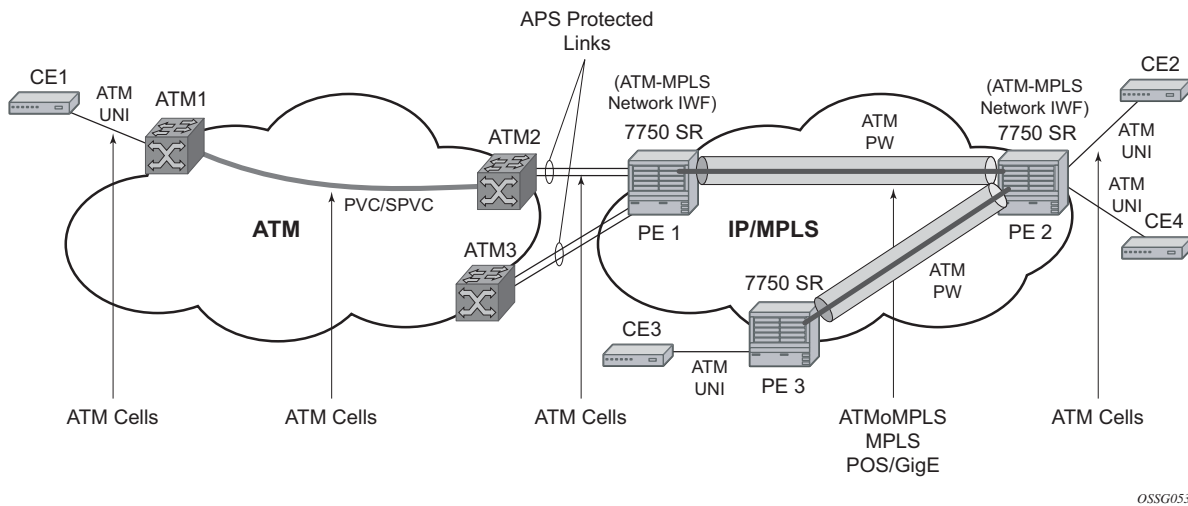 APS Protected
Links
CE1
ATM
UNI
ATM1
ATM2
(ATM-MPLS
Network IWF)
7750 SR
ATM
PW
(ATM-MPLS
Network IWF)
7750 SR
CE2
ATM
UNI
ATM
UNI
PVC/SPVC
ATM
PE 1
IP/MPLS
PE 2
CE4
ATM3
7750 SR
ATM
PW
CE3
ATM
UNI
PE 3
ATM Cells
ATM Cells
ATM Cells
ATMoMPLS
MPLS
POS/GigE
ATM Cells
OSSG053